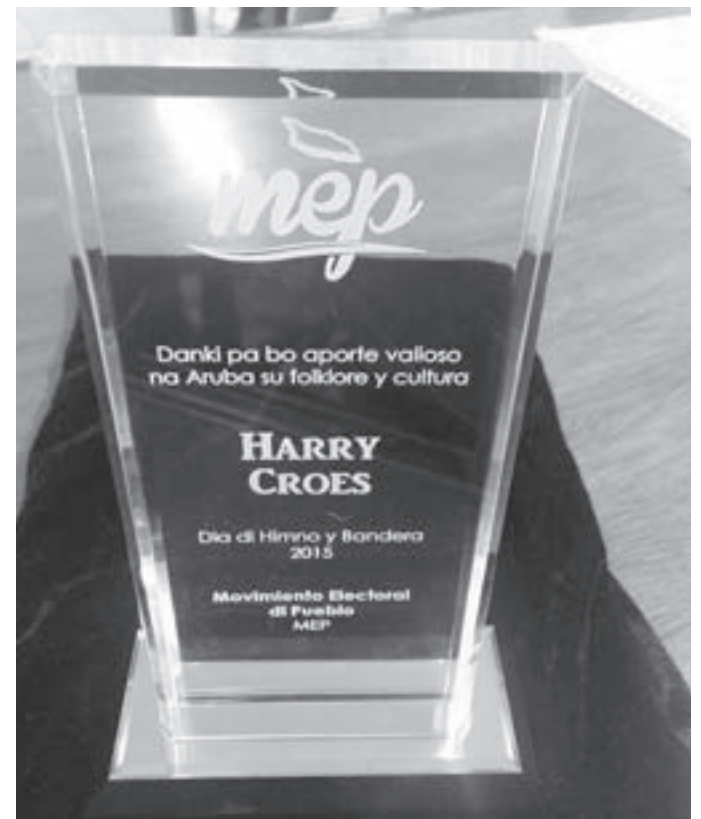 mep
Danki pa bo aporte valioso
na Aruba su folklore y cultura
HARRY
CROES
Dia di Himno y Bandera
2015
Movimiento Electoral
di Pueblo
MEP